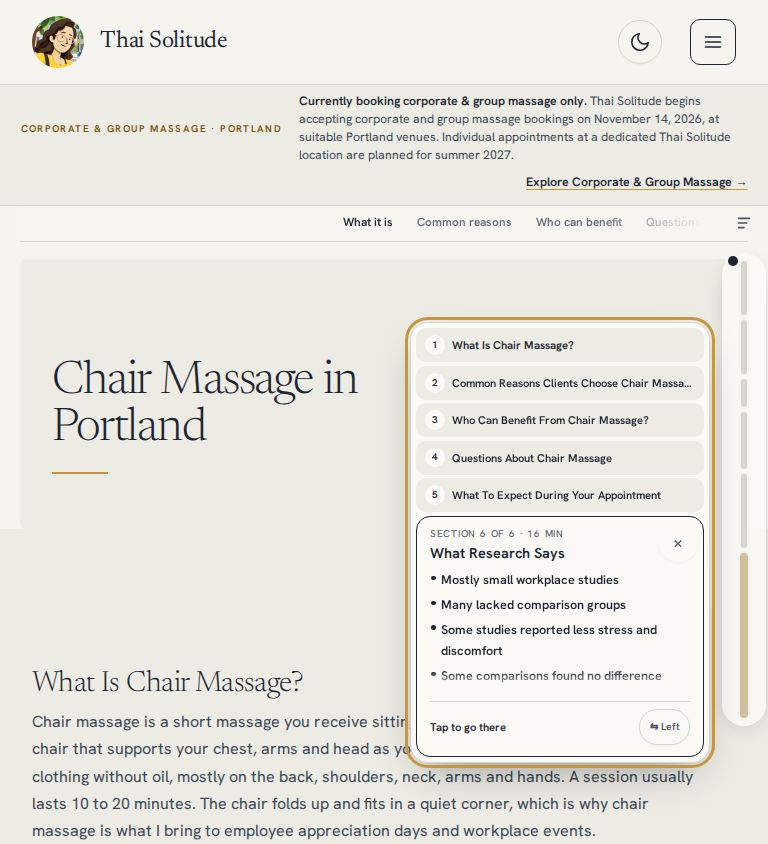 Thai Solitude
CORPORATE & GROUP MASSAGE · PORTLAND
Currently booking corporate & group massage only. Thai Solitude begins
accepting corporate and group massage bookings on November 14, 2026, at
suitable Portland venues. Individual appointments at a dedicated Thai Solitude
location are planned for summer 2027.
Explore Corporate & Group Massage →
What it is Common reasons Who can benefit Questions
Chair Massage in
Portland
1 What Is Chair Massage?
2 Common Reasons Clients Choose Chair Massa...
3 Who Can Benefit From Chair Massage?
4 Questions About Chair Massage
5 What To Expect During Your Appointment
SECTION 6 OF 6 · 16 MIN
What Research Says
• Mostly small workplace studies
• Many lacked comparison groups
• Some studies reported less stress and
discomfort
• Some comparisons found no difference
Tap to go there
⇆ Left
What Is Chair Massage?
Chair massage is a short massage you receive
chair that supports your chest, arms and head as
clothing without oil, mostly on the back, shoulders, neck, arms and hands. A session usually
lasts 10 to 20 minutes. The chair folds up and fits in a quiet corner, which is why chair
massage is what I bring to employee appreciation days and workplace events.